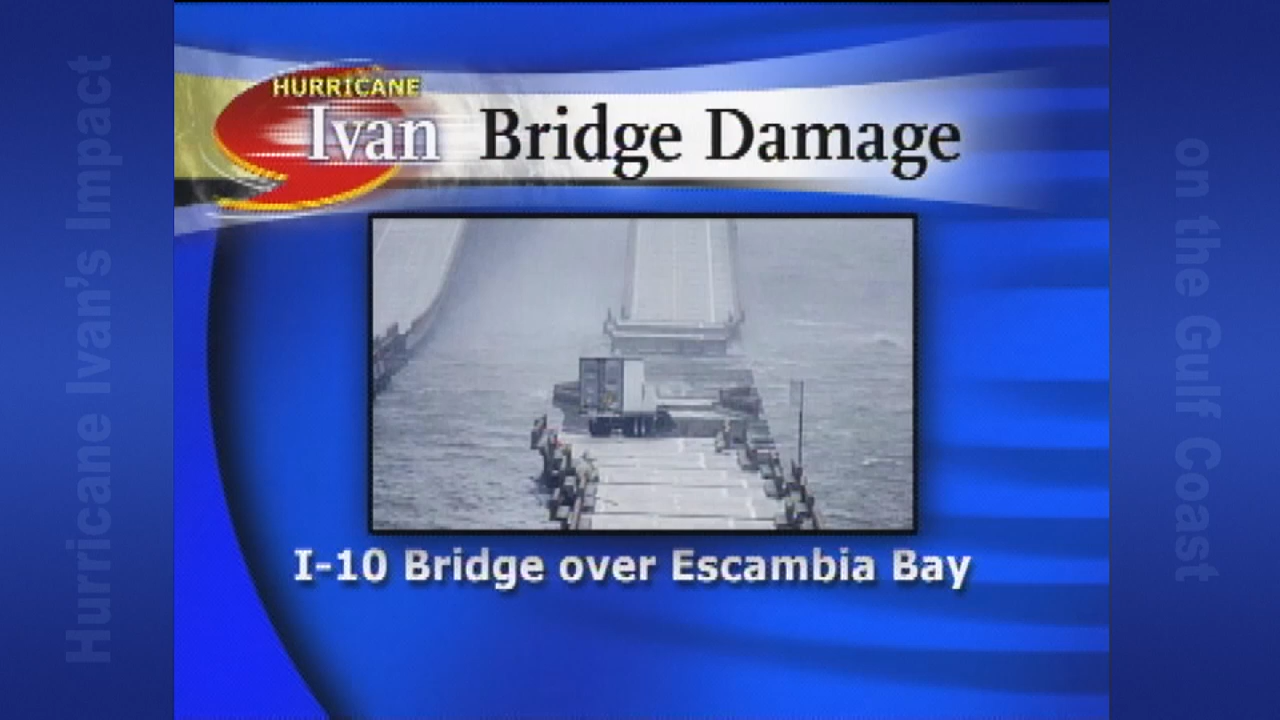 Hurricane Ivan's Impact
HURRICANE
Ivan Bridge Damage
I-10 Bridge over Escambia Bay
on the Gulf Coast